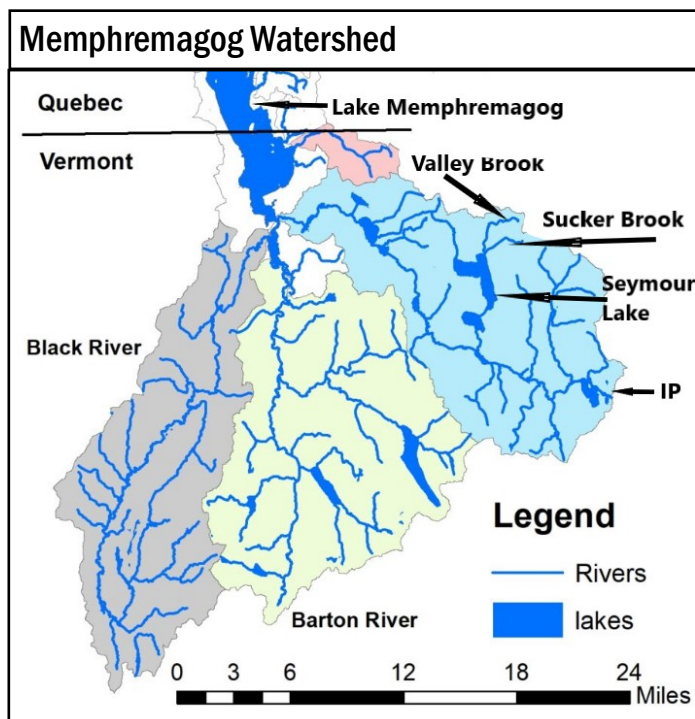 Memphremagog Watershed
Quebec
Lake Memphremagog
Vermont
Valley Brook
Sucker Brook
Seymour
Lake
Black River
IP
Legend
Rivers
lakes
Barton River
0 3 6 12 18 24
Miles